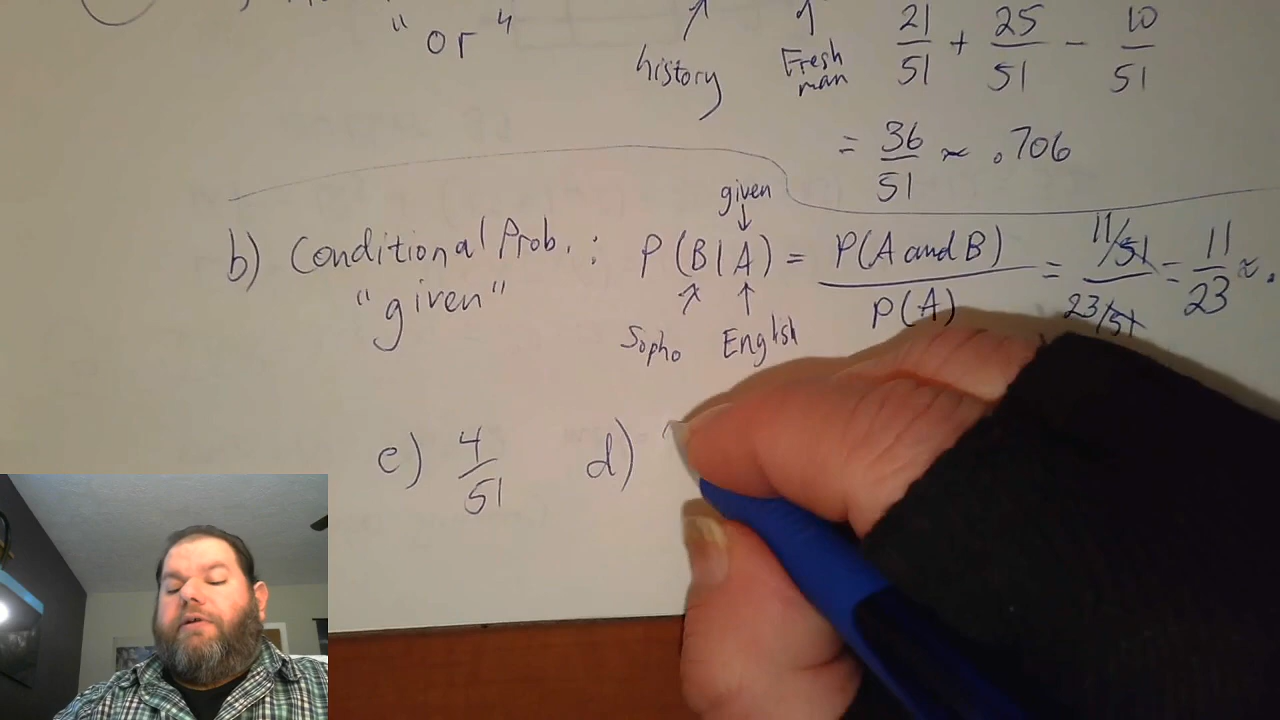 "or"
history
Fresh
man
21/51 + 25/51 - 10/51
= 36/51 ≈ .706
given
b) Conditional Prob. : P(B|A) = P(A and B)/P(A) = 11/51 / 23/51 = 11/23 ≈ .
"given"
Sopho English
c) 4/51 d)